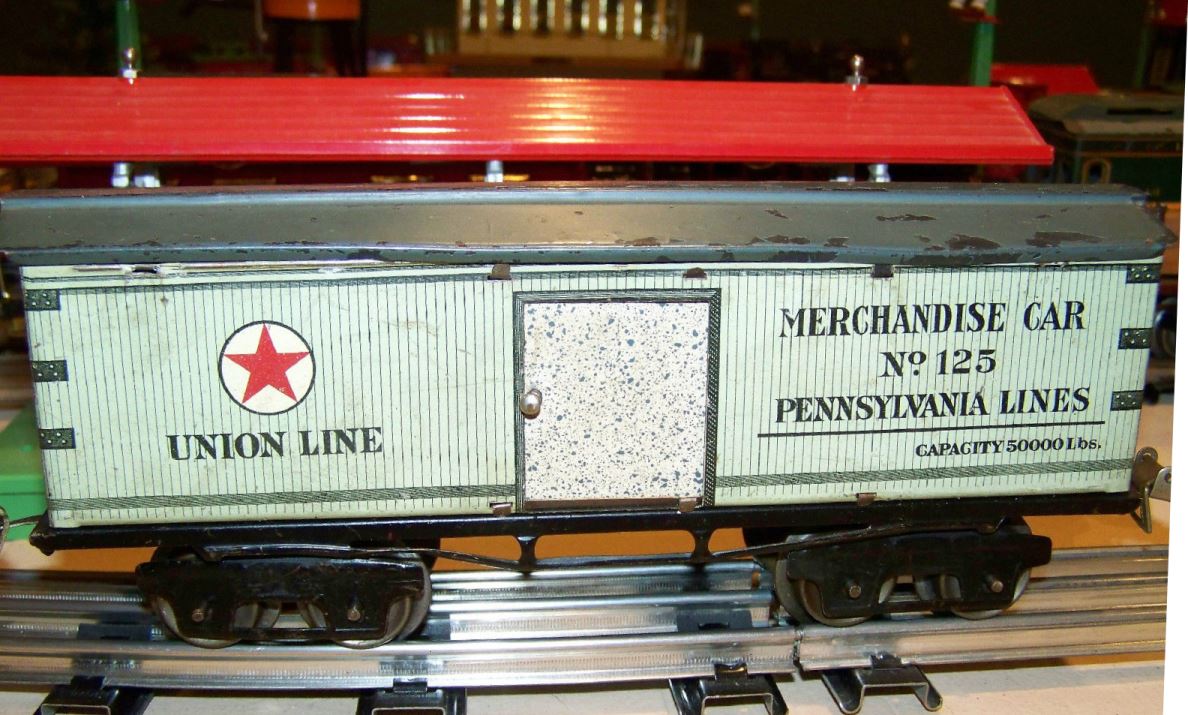 UNION LINE
MERCHANDISE CAR
Nº 125
PENNSYLVANIA LINES
CAPACITY 50000 Lbs.